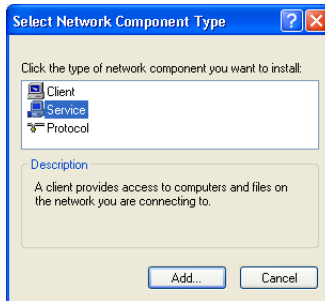 Select Network Component Type
Click the type of network component you want to install:
Client
Service
Protocol
Description
A client provides access to computers and files on
the network you are connecting to.
Add...
Cancel